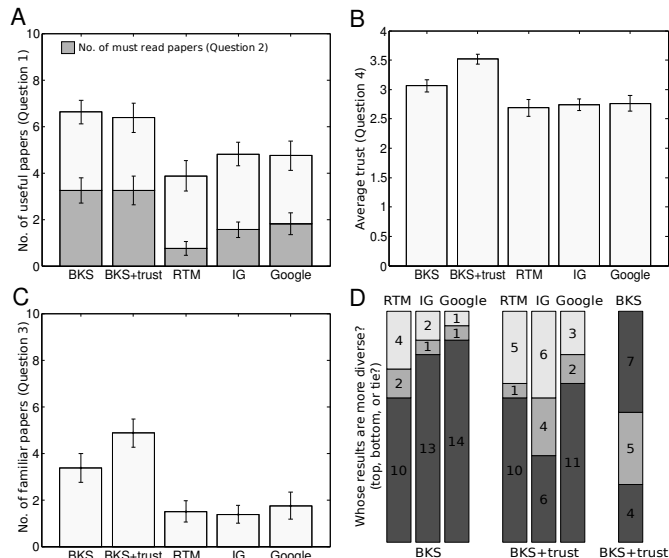 A
No. of useful papers (Question 1)
10
8
6
4
2
0
No. of must read papers (Question 2)
BKS BKS+trust RTM IG Google
B
Average trust (Question 4)
4
3.5
3
2.5
2
1.5
1
0.5
0
BKS BKS+trust RTM IG Google
C
No. of familiar papers (Question 3)
10
8
6
4
2
0
BKS BKS+trust RTM IG Google
D
Whose results are more diverse?
(top, bottom, or tie?)
RTM IG Google
4 2 1
2 1 1
10 13 14
BKS
RTM IG Google
5 6 3
1 4 2
10 6 11
BKS+trust
BKS
7
5
4
BKS+trust